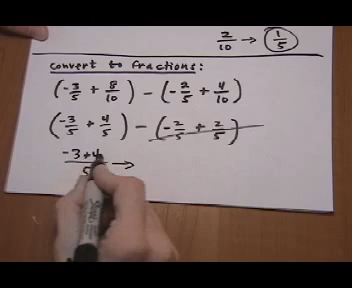 2/10 → 1/5
Convert to fractions:
(-3/5 + 8/10) - (-2/5 + 4/10)
(-3/5 + 4/5) - (-2/5 + 2/5)
-3+4/5 →